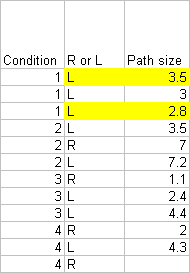 Condition R or L Path size
1 L 3.5
1 L 3
1 L 2.8
2 L 3.5
2 R 7
2 L 7.2
3 R 1.1
3 L 2.4
3 L 4.4
4 R 2
4 L 4.3
4 R